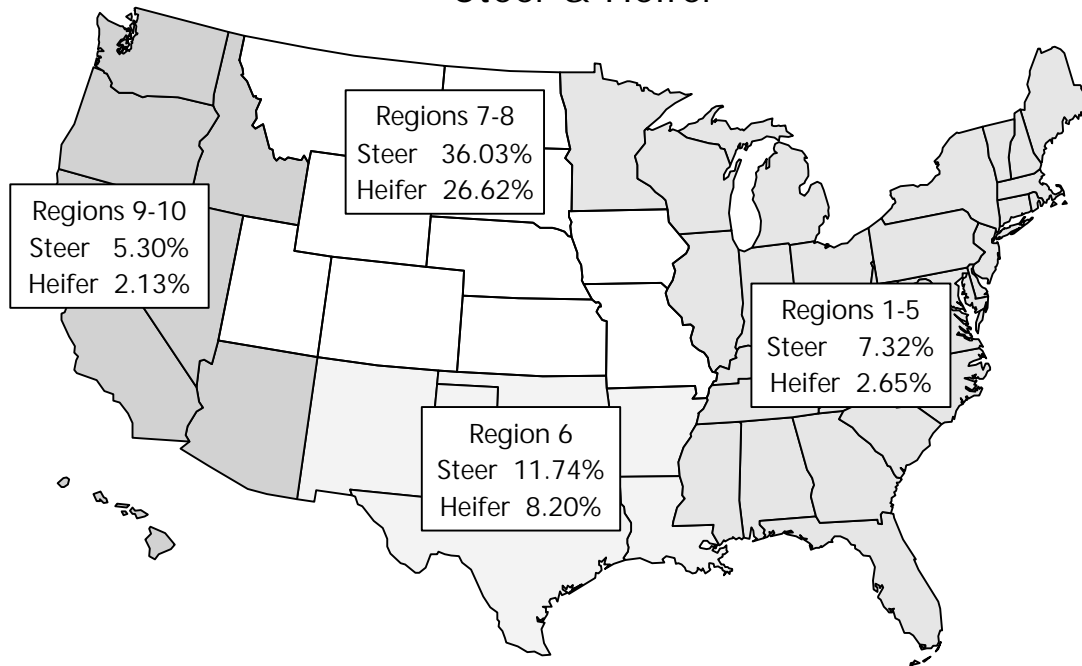 Steer & Heifer
Regions 7-8
Steer 36.03%
Heifer 26.62%
Regions 9-10
Steer 5.30%
Heifer 2.13%
Regions 1-5
Steer 7.32%
Heifer 2.65%
Region 6
Steer 11.74%
Heifer 8.20%